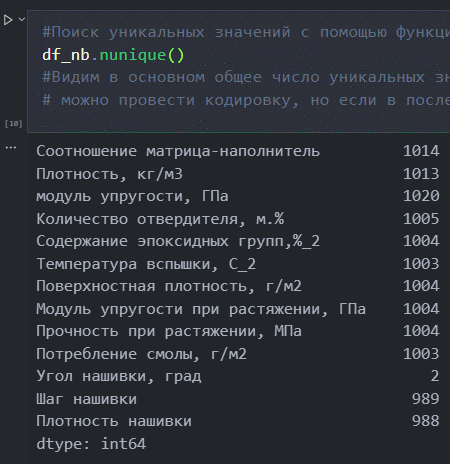 #Поиск уникальных значений с помощью функци
df_nb.nunique()
#Видим в основном общее число уникальных зн
# можно провести кодировку, но если в после
[10]
Соотношение матрица-наполнитель 1014
Плотность, кг/м3 1013
модуль упругости, ГПа 1020
Количество отвердителя, м.% 1005
Содержание эпоксидных групп,%_2 1004
Температура вспышки, С_2 1003
Поверхностная плотность, г/м2 1004
Модуль упругости при растяжении, ГПа 1004
Прочность при растяжении, МПа 1004
Потребление смолы, г/м2 1003
Угол нашивки, град 2
Шаг нашивки 989
Плотность нашивки 988
dtype: int64